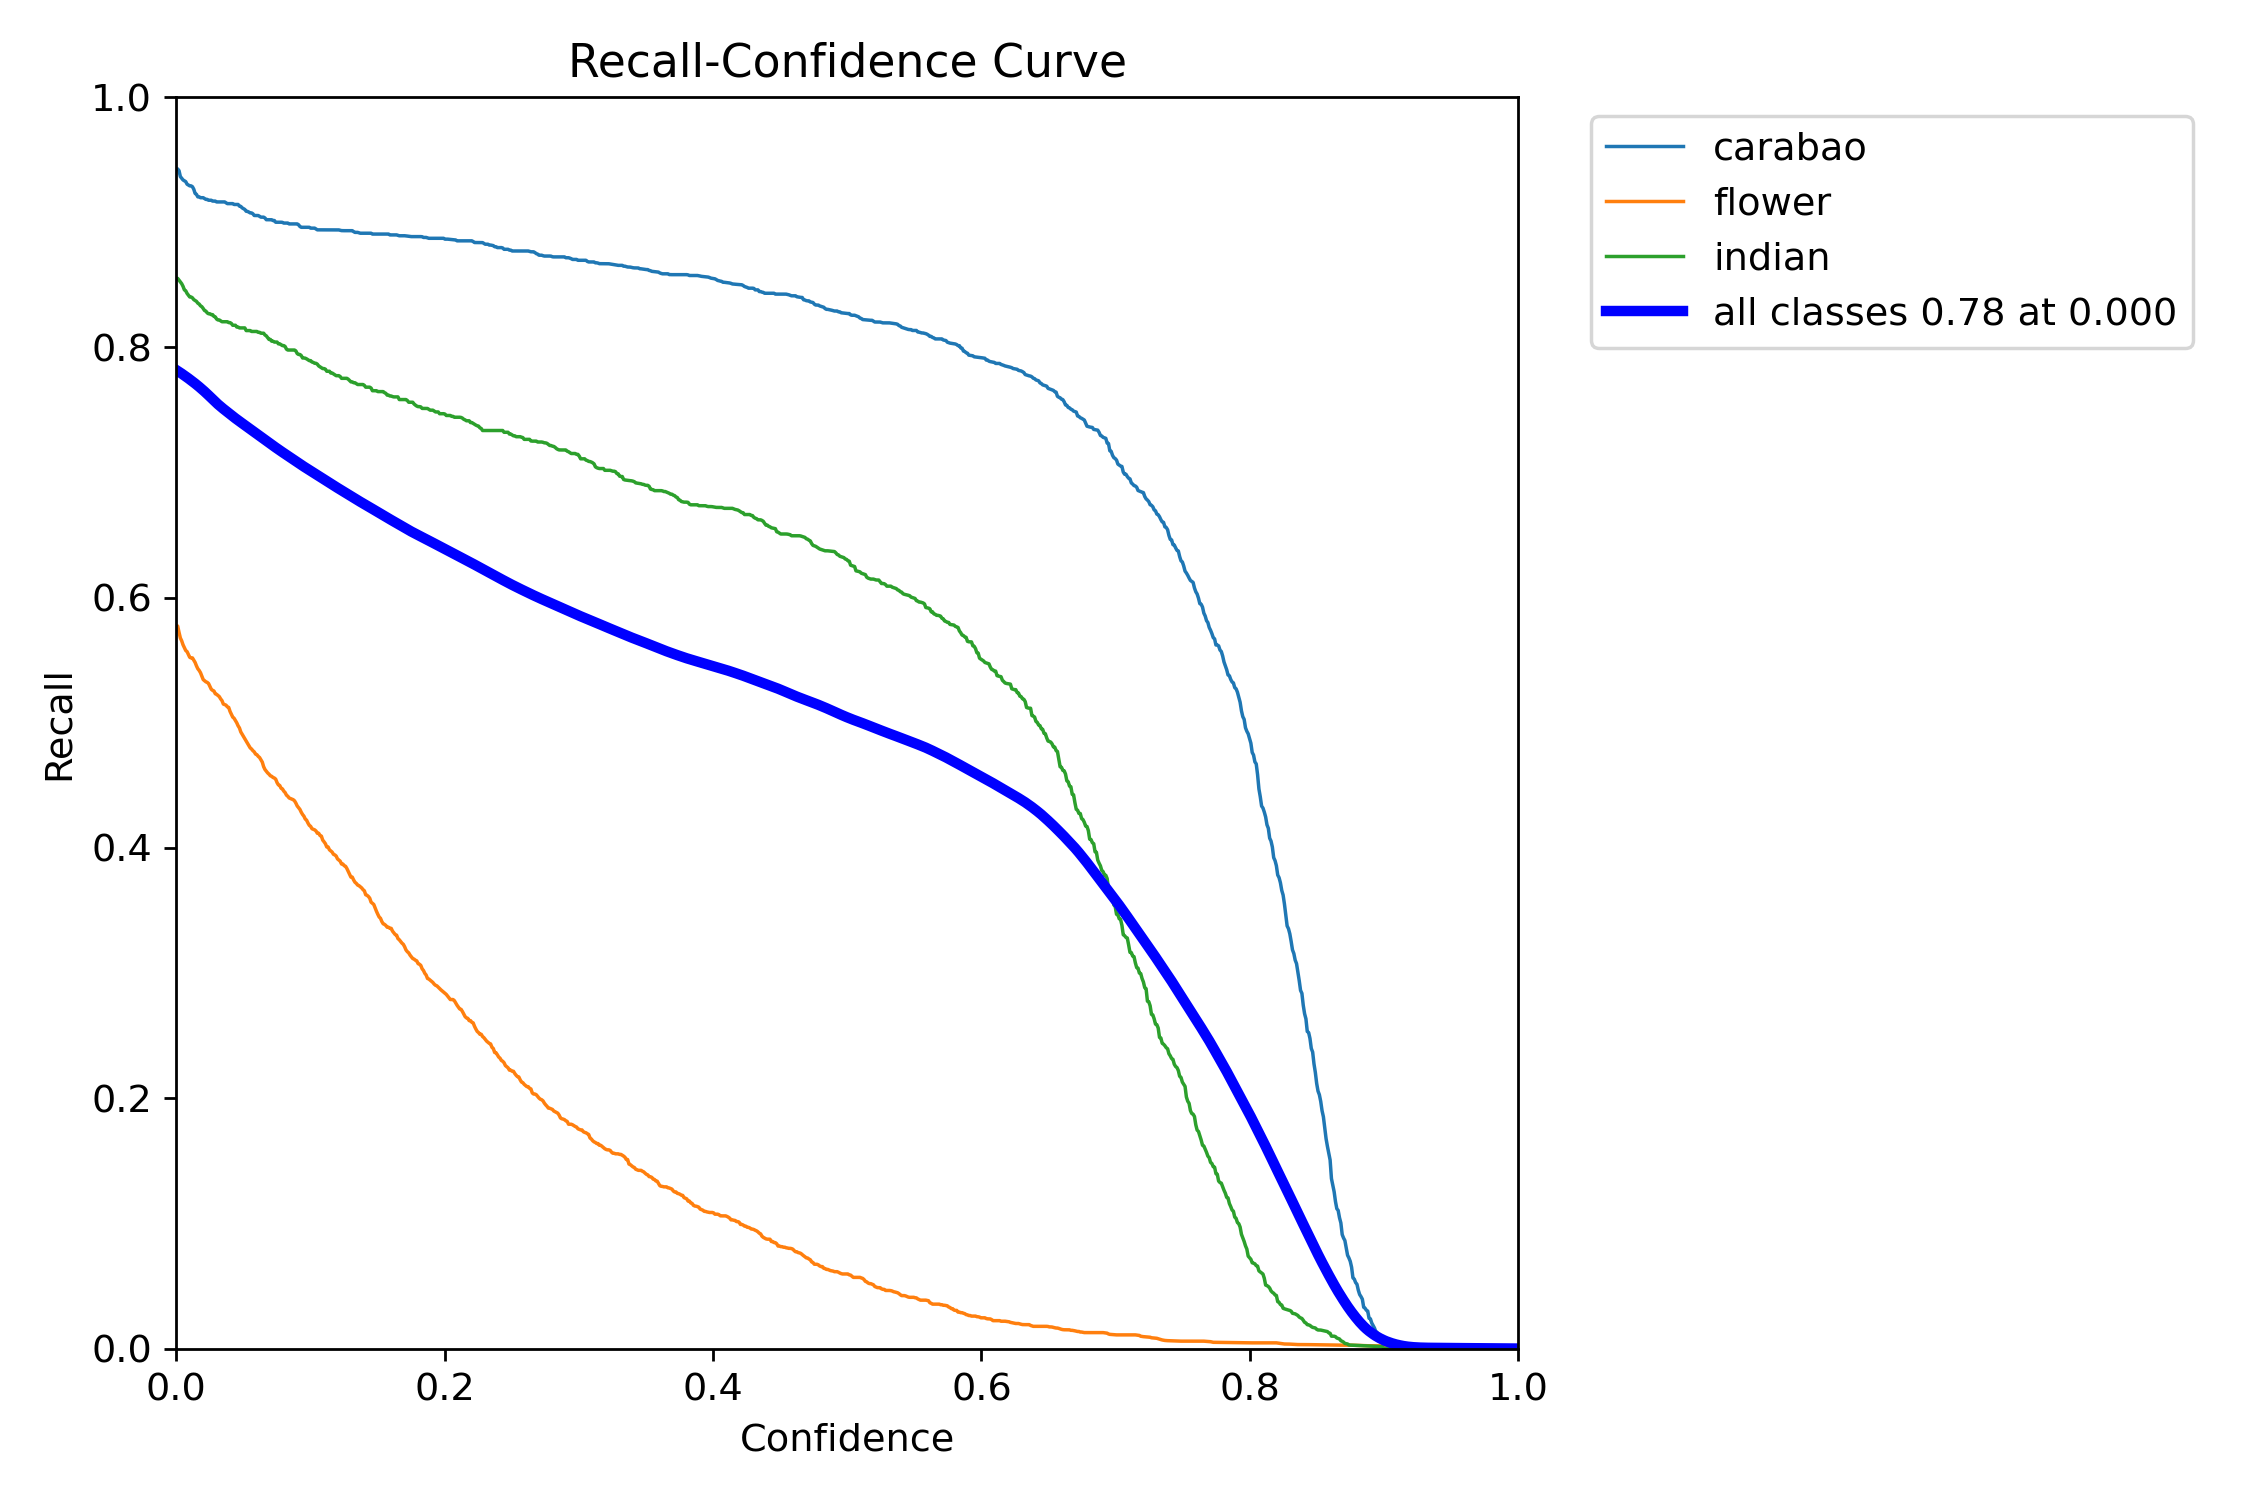 Recall-Confidence Curve
1.0
0.8
0.6
0.4
0.2
0.0
Recall
0.0 0.2 0.4 0.6 0.8 1.0
Confidence
carabao
flower
indian
all classes 0.78 at 0.000